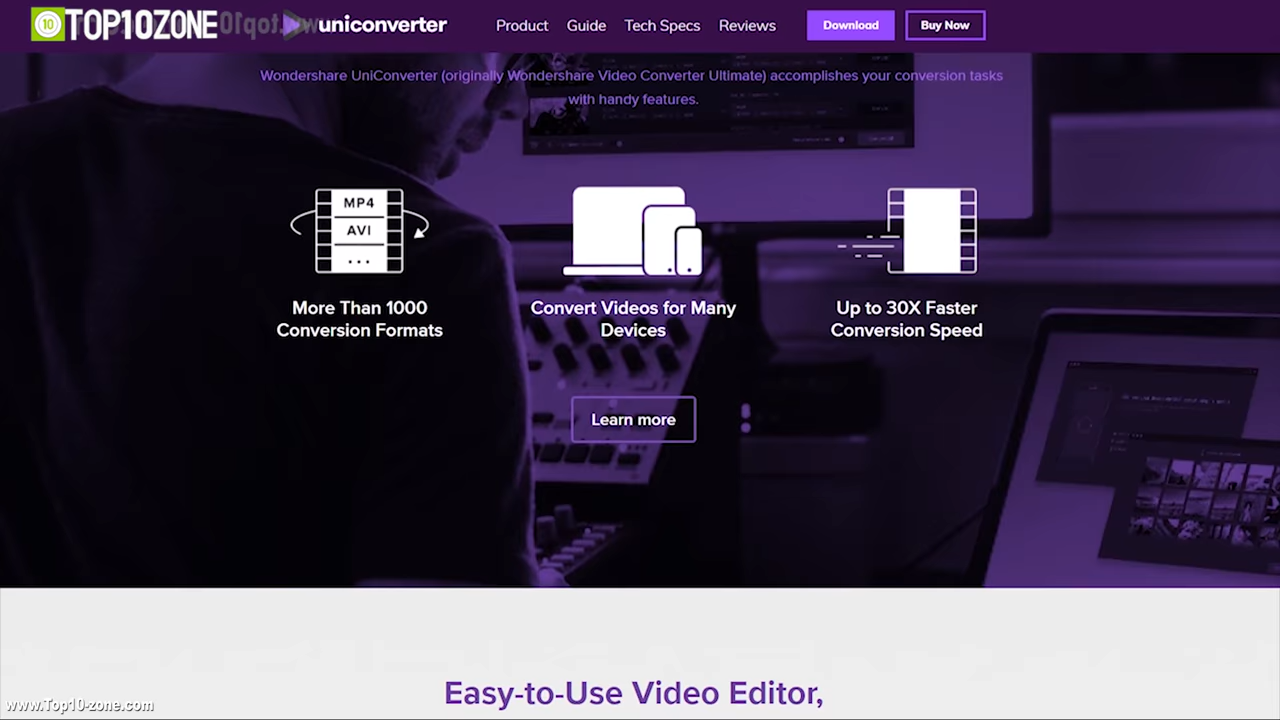 TOP10ZONE
uniconverter
Product
Guide
Tech Specs
Reviews
Download
Buy Now
Wondershare UniConverter (originally Wondershare Video Converter Ultimate) accomplishes your conversion tasks
with handy features.
MP4
AVI
...
More Than 1000
Conversion Formats
Convert Videos for Many
Devices
Up to 30X Faster
Conversion Speed
Learn more
Easy-to-Use Video Editor,
www.Top10-zone.com